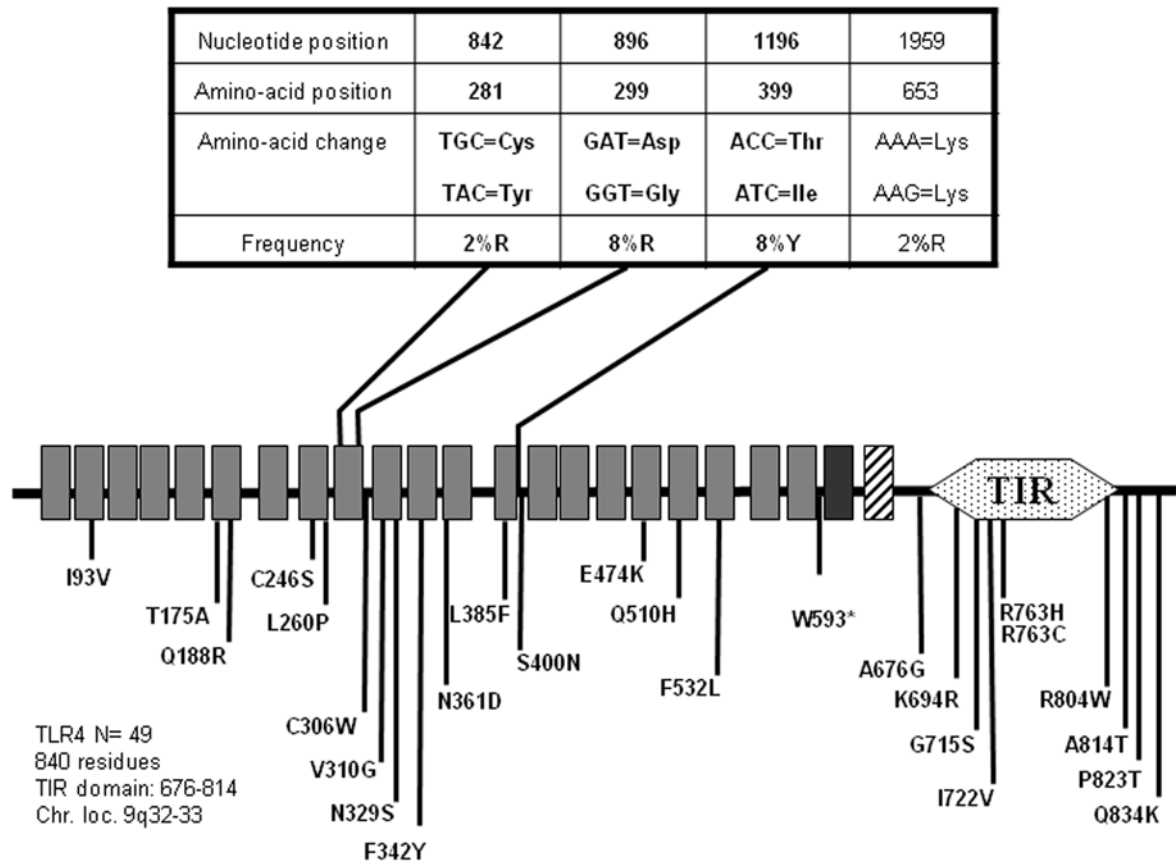 Nucleotide position 842 896 1196 1959
Amino-acid position 281 299 399 653
Amino-acid change TGC=Cys GAT=Asp ACC=Thr AAA=Lys
TAC=Tyr GGT=Gly ATC=Ile AAG=Lys
Frequency 2%R 8%R 8%Y 2%R
TIR
I93V
T175A
Q188R
C246S
L260P
C306W
V310G
N329S
F342Y
N361D
L385F
S400N
E474K
Q510H
F532L
W593*
A676G
K694R
G715S
I722V
R763H
R763C
R804W
A814T
P823T
Q834K
TLR4 N= 49
840 residues
TIR domain: 676-814
Chr. loc. 9q32-33